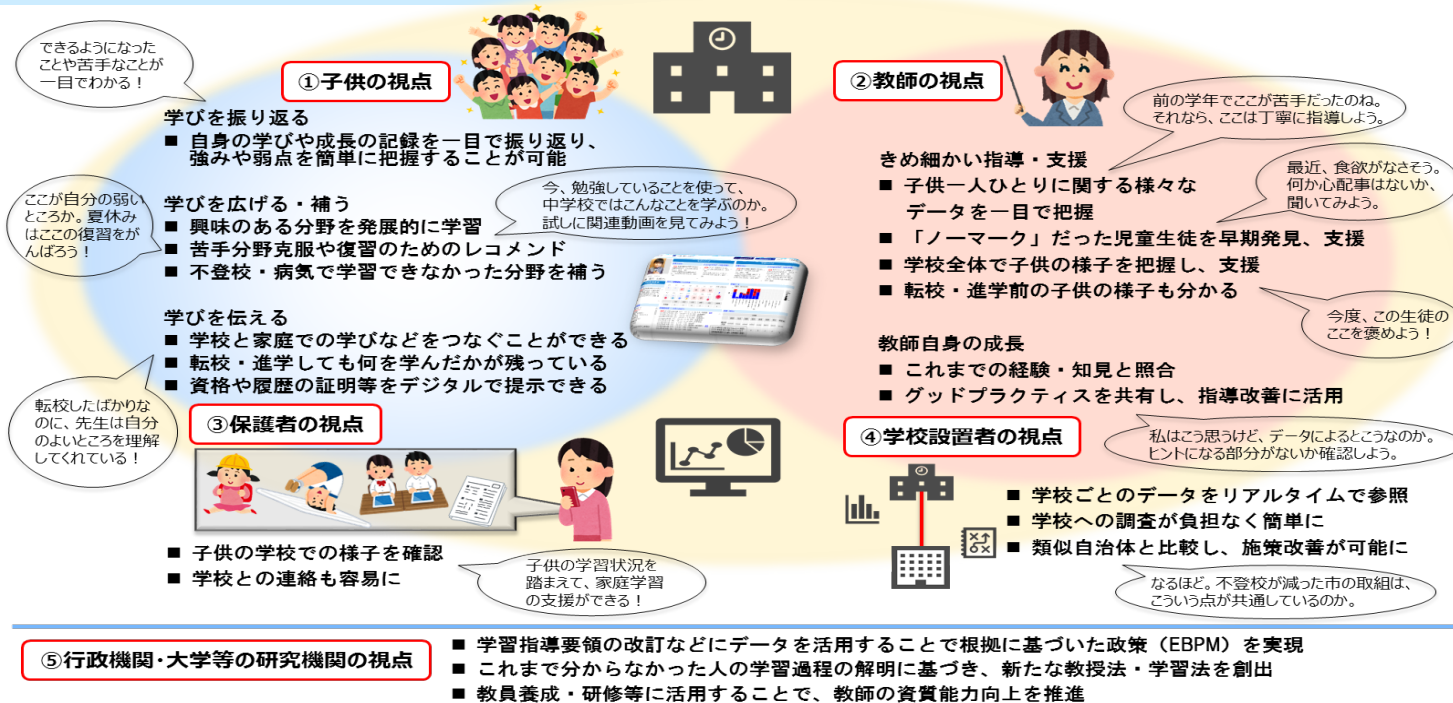 できるようになった
ことや苦手なことが
一目でわかる！
①子供の視点
学びを振り返る
■ 自身の学びや成長の記録を一目で振り返り、
強みや弱点を簡単に把握することが可能
ここが自分の弱い
ところか。夏休み
はここの復習をが
んばろう！
今、勉強していることを使って、
中学校ではこんなことを学ぶのか。
試しに関連動画を見てみよう！
学びを広げる・補う
■ 興味のある分野を発展的に学習
■ 苦手分野克服や復習のためのレコメンド
■ 不登校・病気で学習できなかった分野を補う
学びを伝える
■ 学校と家庭での学びなどをつなぐことができる
■ 転校・進学しても何を学んだかが残っている
■ 資格や履歴の証明等をデジタルで提示できる
転校したばかりな
のに、先生は自分
のよいところを理解
してくれている！
②教師の視点
前の学年でここが苦手だったのね。
それなら、ここは丁寧に指導しよう。
きめ細かい指導・支援
■ 子供一人ひとりに関する様々な
データを一目で把握
■ 「ノーマーク」だった児童生徒を早期発見、支援
■ 学校全体で子供の様子を把握し、支援
■ 転校・進学前の子供の様子も分かる
最近、食欲がなさそう。
何か心配事はないか、
聞いてみよう。
今度、この生徒の
ここを褒めよう！
教師自身の成長
■ これまでの経験・知見と照合
■ グッドプラクティスを共有し、指導改善に活用
私はこう思うけど、データによるとこうなのか。
ヒントになる部分がないか確認しよう。
③保護者の視点
■ 子供の学校での様子を確認
■ 学校との連絡も容易に
子供の学習状況を
踏まえて、家庭学習
の支援ができる！
④学校設置者の視点
■ 学校ごとのデータをリアルタイムで参照
■ 学校への調査が負担なく簡単に
■ 類似自治体と比較し、施策改善が可能に
なるほど。不登校が減った市の取組は、
こういう点が共通しているのか。
⑤行政機関・大学等の研究機関の視点
■ 学習指導要領の改訂などにデータを活用することで根拠に基づいた政策（EBPM）を実現
■ これまで分からなかった人の学習過程の解明に基づき、新たな教授法・学習法を創出
■ 教員養成・研修等に活用することで、教師の資質能力向上を推進